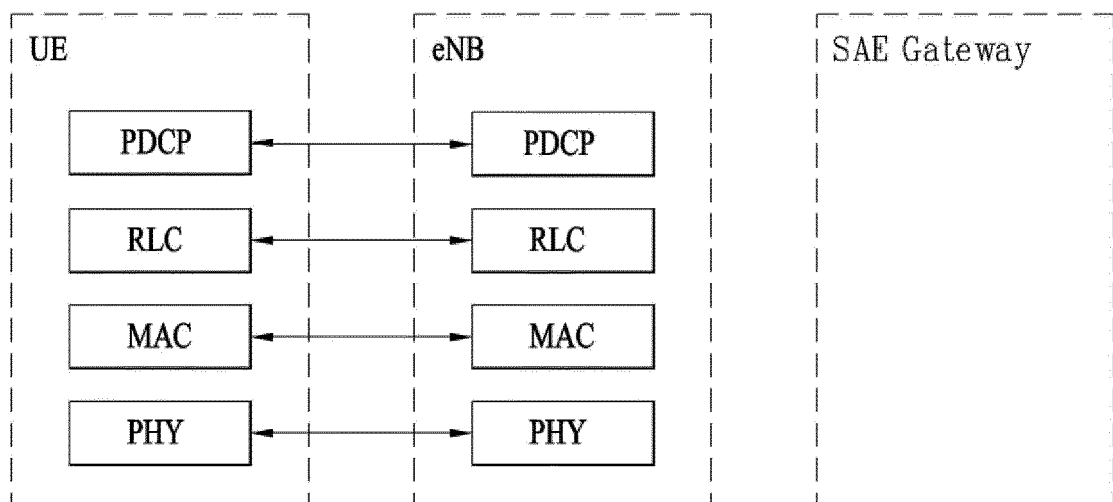 UE eNB SAE Gateway
PDCP PDCP
RLC RLC
MAC MAC
PHY PHY